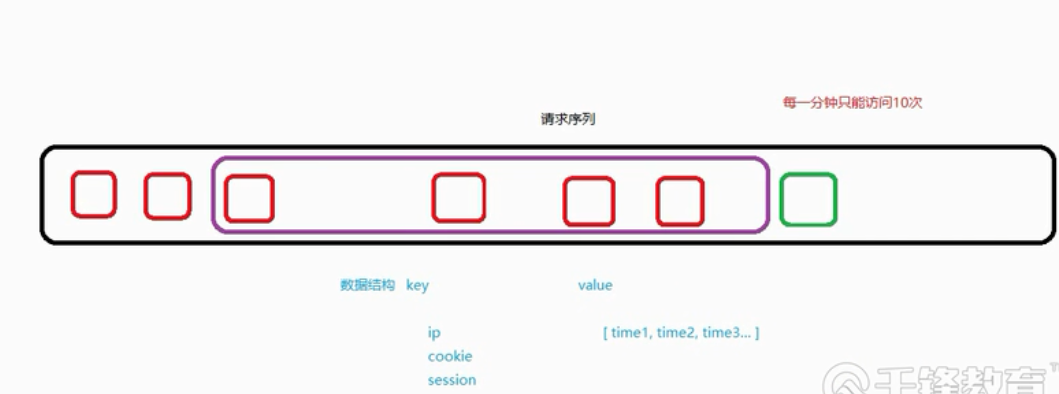 每一分钟只能访问10次
请求序列
数据结构 key value
ip [ time1, time2, time3... ]
cookie
session
千锋教育